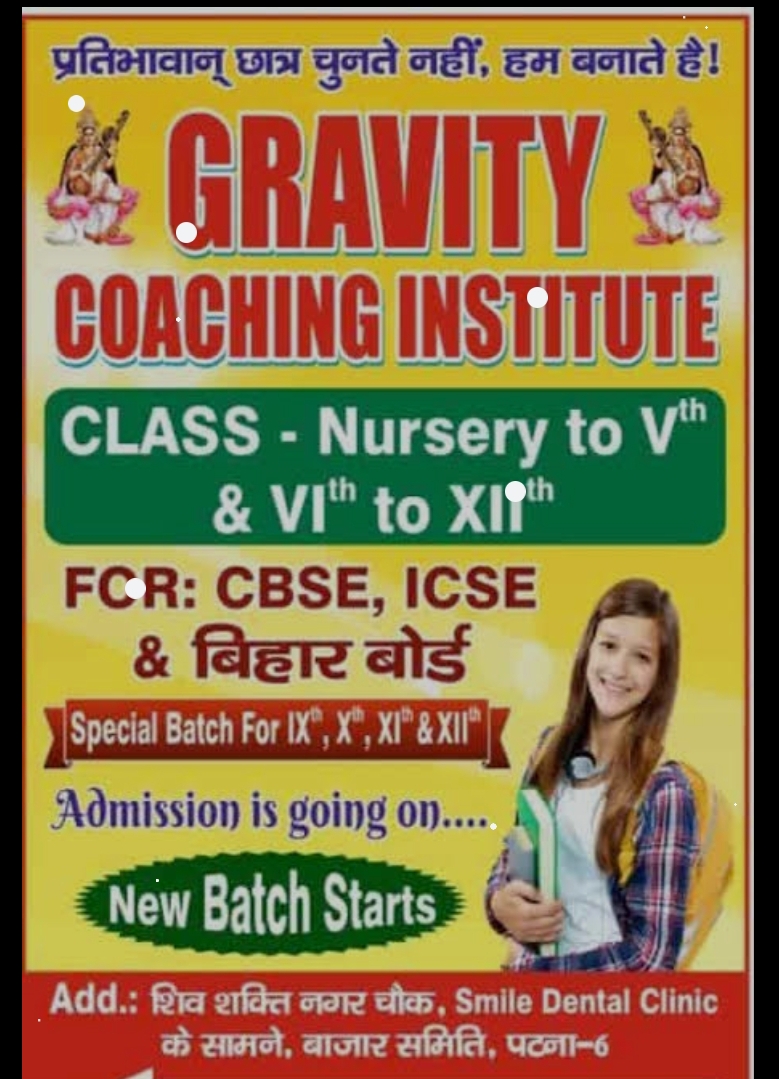 प्रतिभावान् छात्र चुनते नहीं, हम बनाते है!
GRAVITY
COACHING INSTITUTE
CLASS - Nursery to Vth
& VIth to XIIth
FOR: CBSE, ICSE
& बिहार बोर्ड
Special Batch For IXth, Xth, XIth & XIIth
Admission is going on....
New Batch Starts
Add.: शिव शक्ति नगर चौक, Smile Dental Clinic
के सामने, बाजार समिति, पटना-6